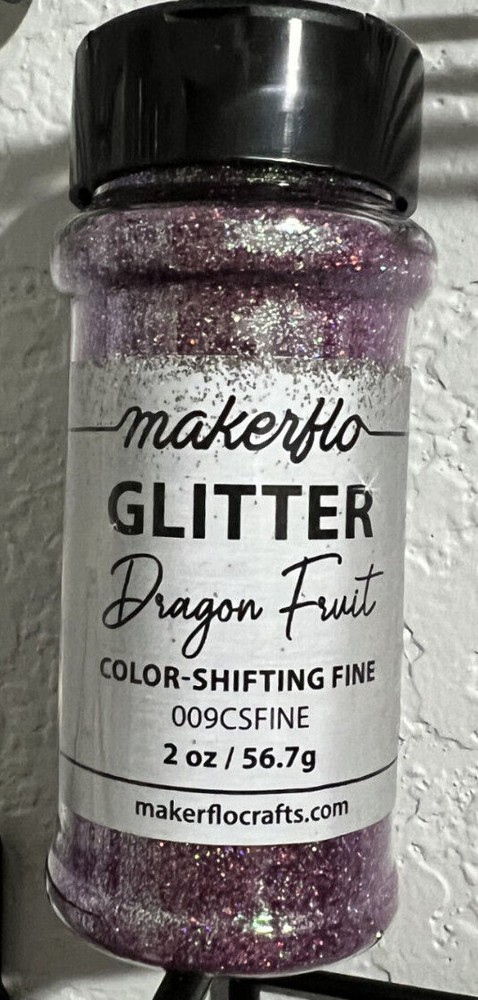 makerflo
GLITTER
Dragon Fruit
COLOR-SHIFTING FINE
009CSFINE
2 oz / 56.7g
makerflocrafts.com